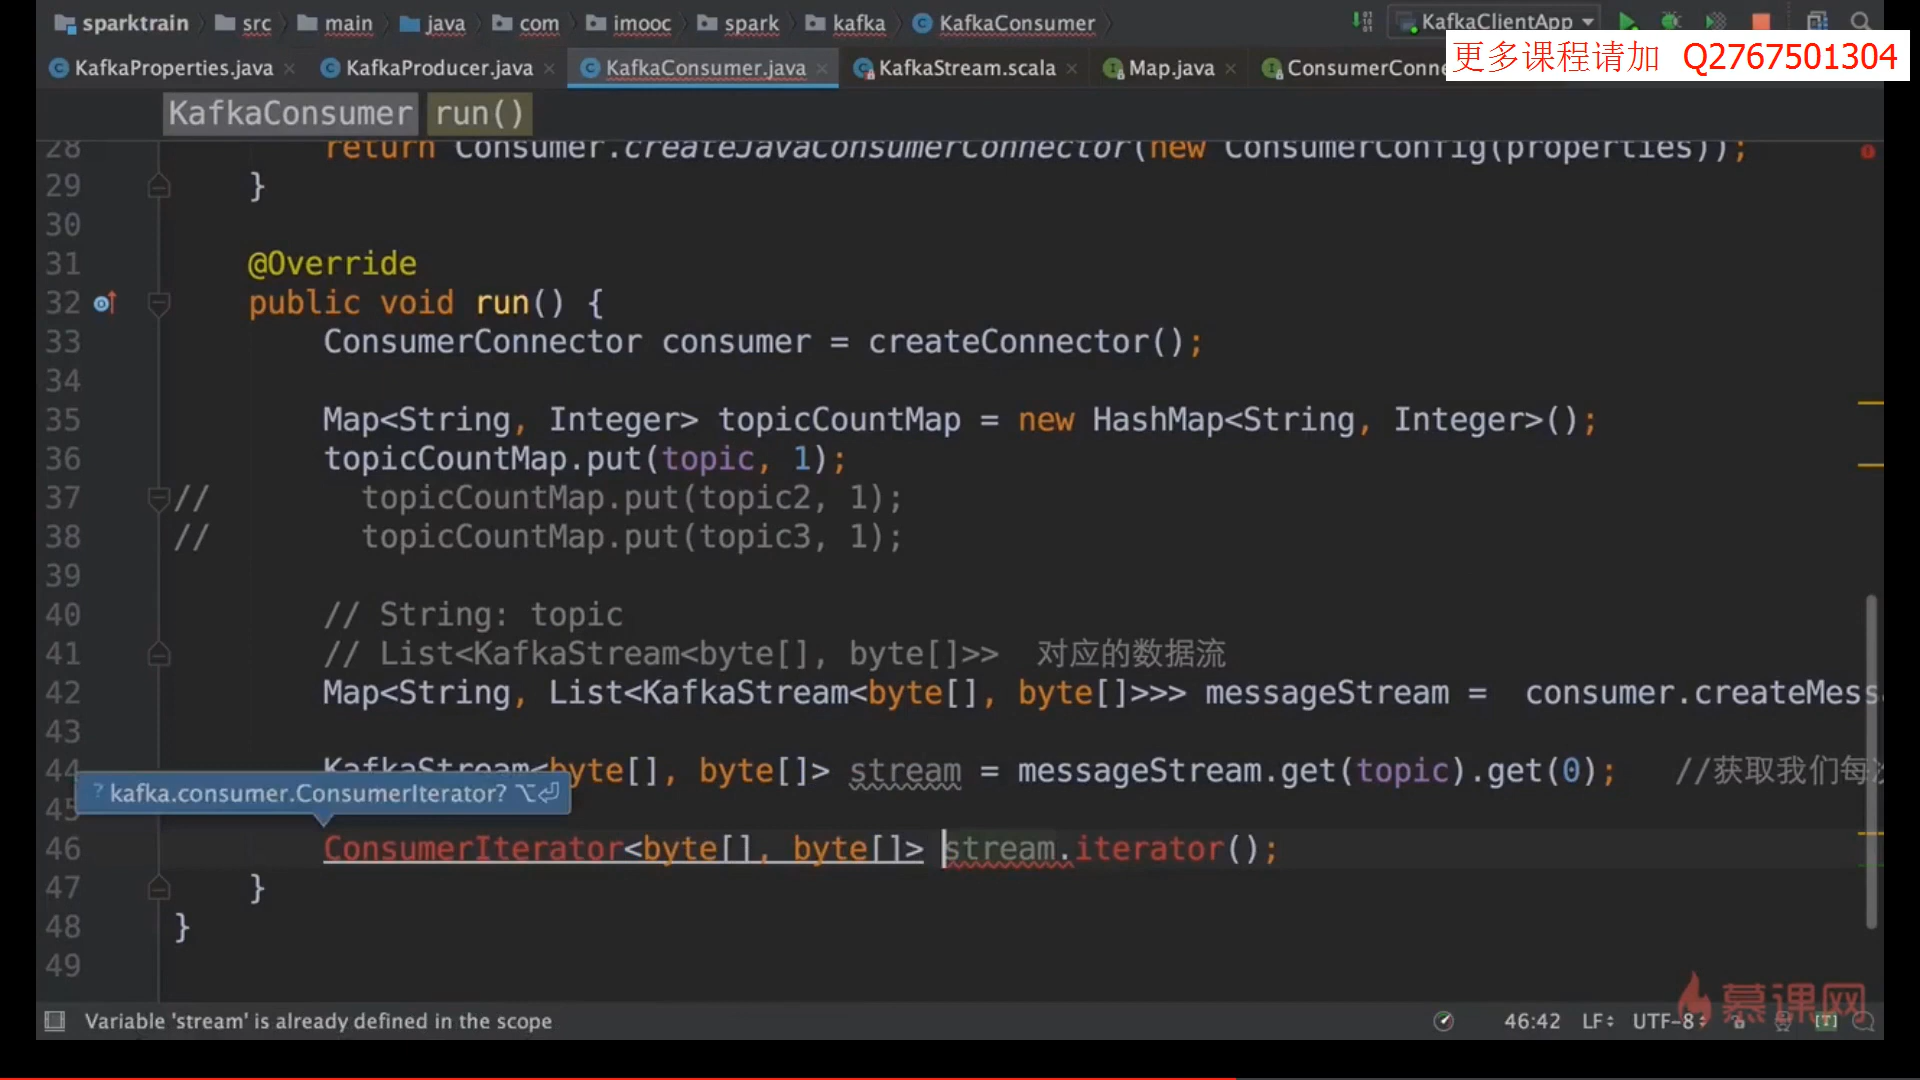 sparktrain src main java com imooc spark kafka KafkaConsumer
KafkaClientApp
更多课程请加 Q2767501304
KafkaProperties.java KafkaProducer.java KafkaConsumer.java KafkaStream.scala Map.java ConsumerConne
KafkaConsumer run()
28 return Consumer.createJavaConsumerConnector(new ConsumerConfig(properties));
29 }
30
31 @Override
32 public void run() {
33 ConsumerConnector consumer = createConnector();
34
35 Map<String, Integer> topicCountMap = new HashMap<String, Integer>();
36 topicCountMap.put(topic, 1);
37 // topicCountMap.put(topic2, 1);
38 // topicCountMap.put(topic3, 1);
39
40 // String: topic
41 // List<KafkaStream<byte[], byte[]>> 对应的数据流
42 Map<String, List<KafkaStream<byte[], byte[]>>> messageStream = consumer.createMess
43
44 KafkaStream<byte[], byte[]> stream = messageStream.get(topic).get(0); //获取我们每
? kafka.consumer.ConsumerIterator? ⌥⏎
45
46 ConsumerIterator<byte[], byte[]> stream.iterator();
47 }
48 }
49
慕课网
Variable 'stream' is already defined in the scope 46:42 LF UTF-8 [T]